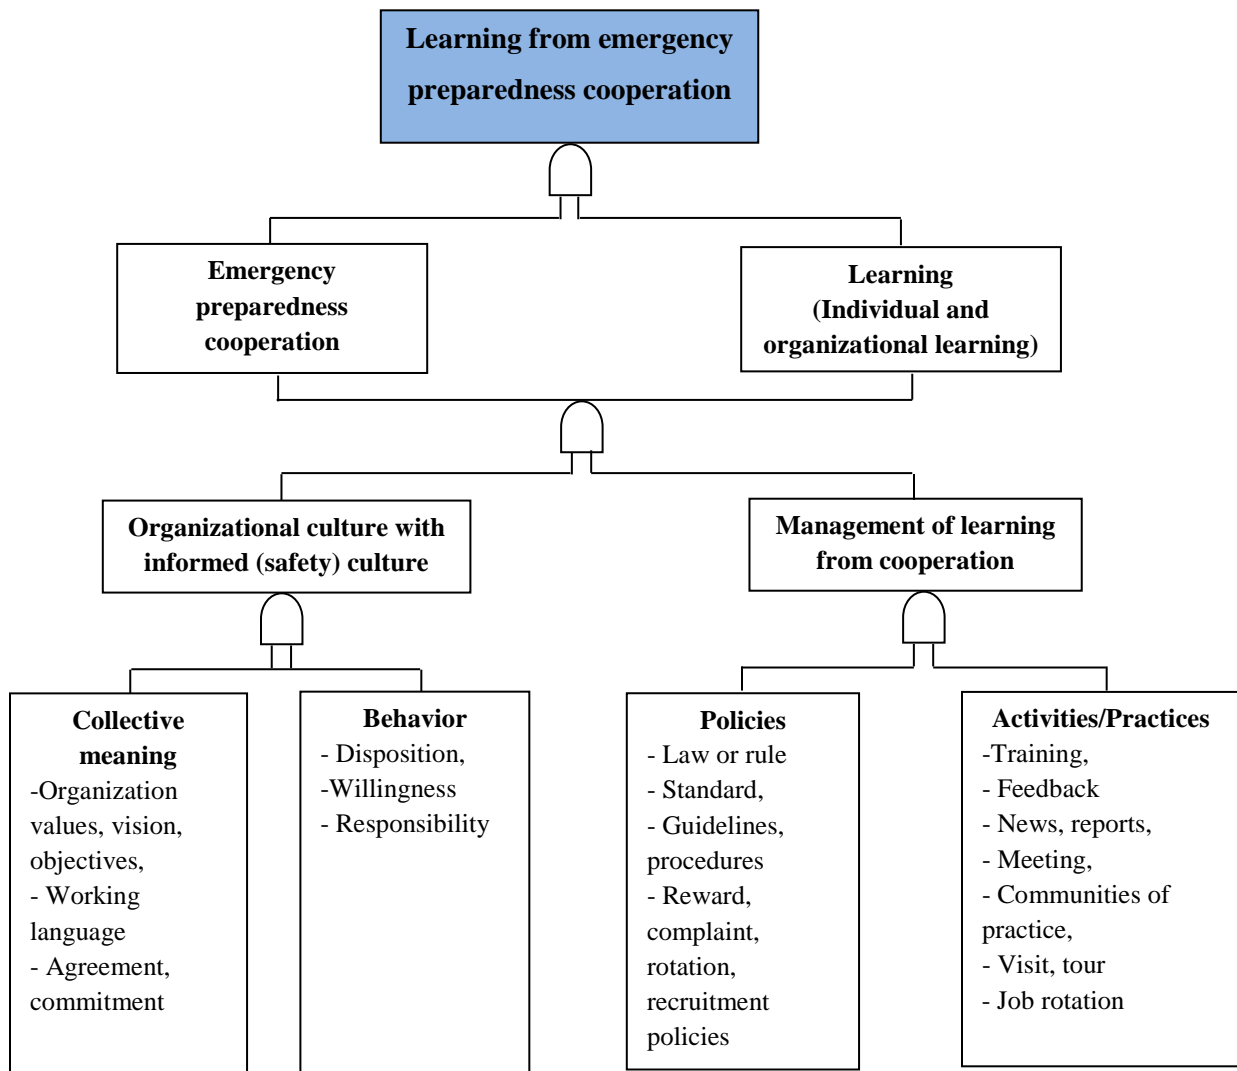 Learning from emergency
preparedness cooperation
Emergency
preparedness
cooperation
Learning
(Individual and
organizational learning)
Organizational culture with
informed (safety) culture
Management of learning
from cooperation
Collective
meaning
-Organization
values, vision,
objectives,
- Working
language
- Agreement,
commitment
Behavior
- Disposition,
-Willingness
- Responsibility
Policies
- Law or rule
- Standard,
- Guidelines,
procedures
- Reward,
complaint,
rotation,
recruitment
policies
Activities/Practices
-Training,
- Feedback
- News, reports,
- Meeting,
- Communities of
practice,
- Visit, tour
- Job rotation